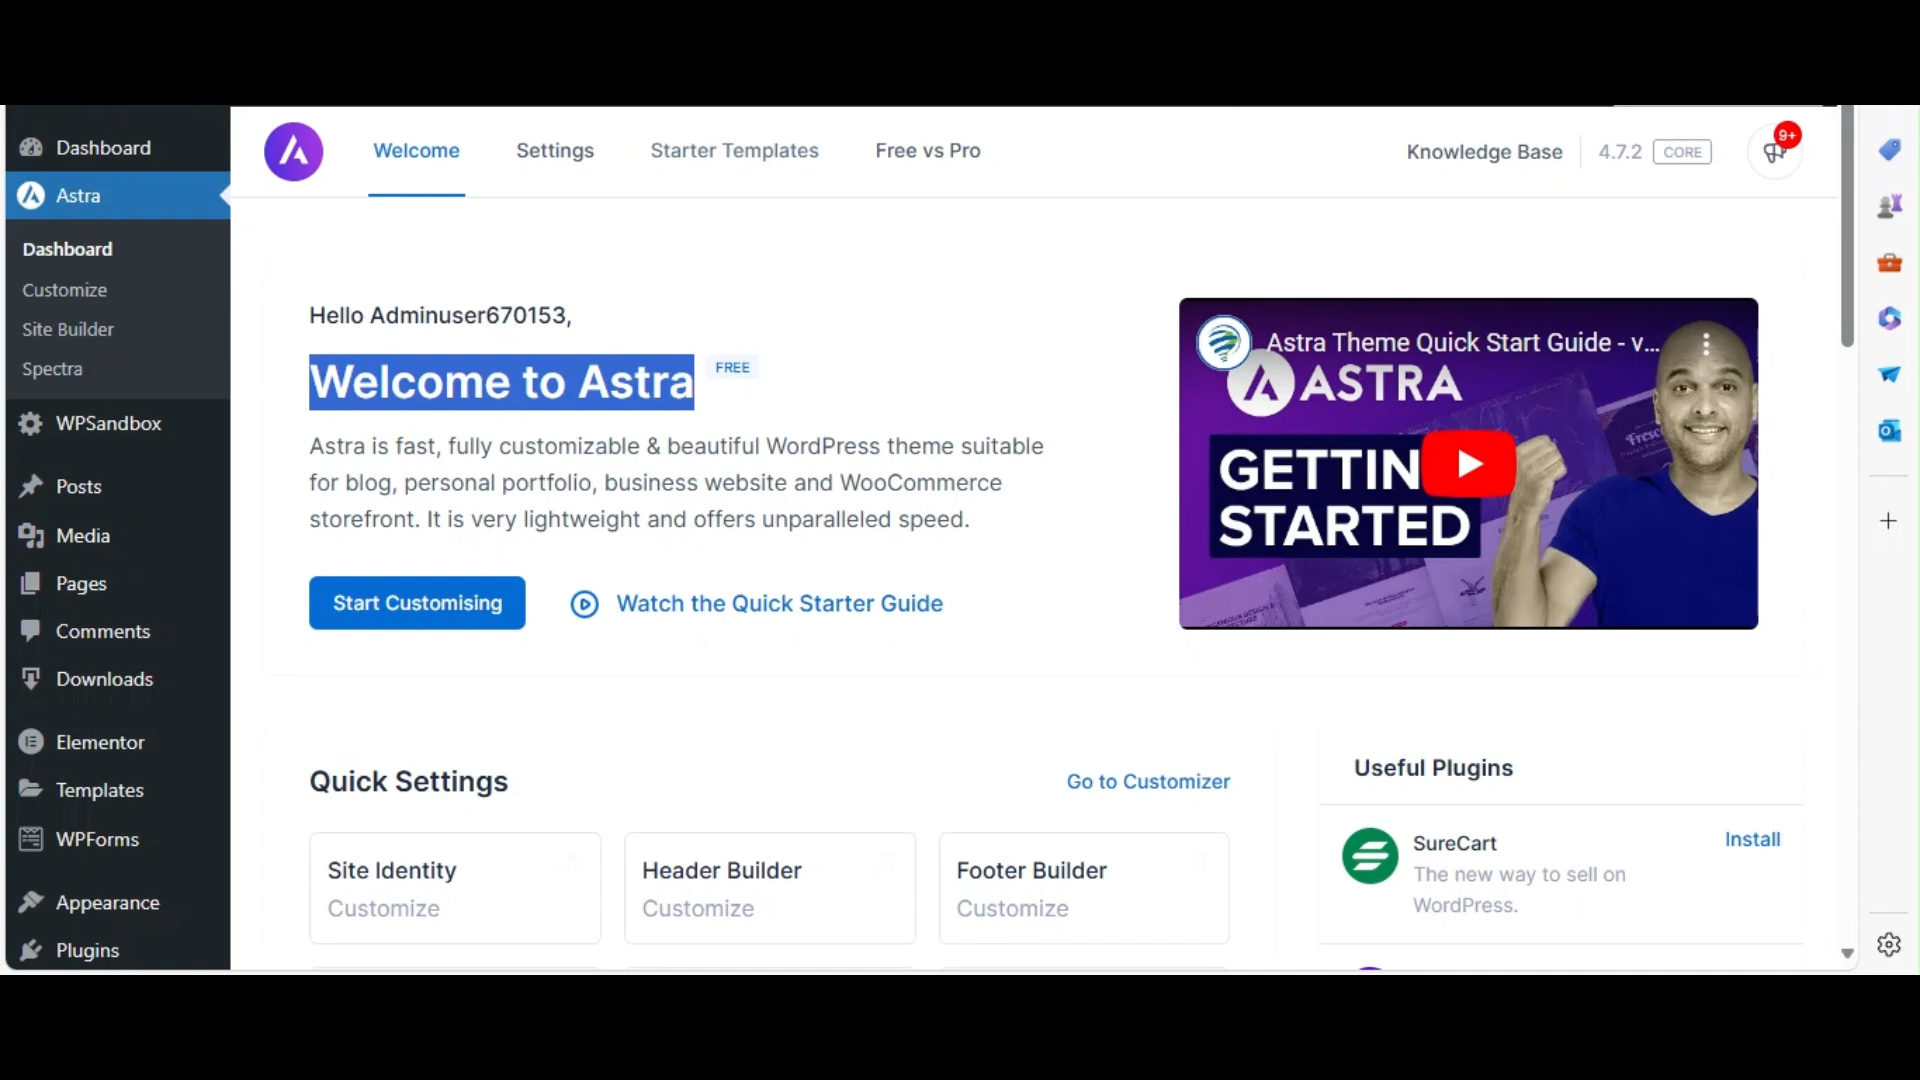 Dashboard
Astra
Dashboard
Customize
Site Builder
Spectra
WPSandbox
Posts
Media
Pages
Comments
Downloads
Elementor
Templates
WPForms
Appearance
Plugins
Welcome
Settings
Starter Templates
Free vs Pro
Knowledge Base
4.7.2
CORE
9+
Hello Adminuser670153,
Welcome to Astra
FREE
Astra is fast, fully customizable & beautiful WordPress theme suitable
for blog, personal portfolio, business website and WooCommerce
storefront. It is very lightweight and offers unparalleled speed.
Start Customising
Watch the Quick Starter Guide
Astra Theme Quick Start Guide - v...
ASTRA
GETTIN
STARTED
Quick Settings
Go to Customizer
Site Identity
Customize
Header Builder
Customize
Footer Builder
Customize
Useful Plugins
SureCart
Install
The new way to sell on
WordPress.